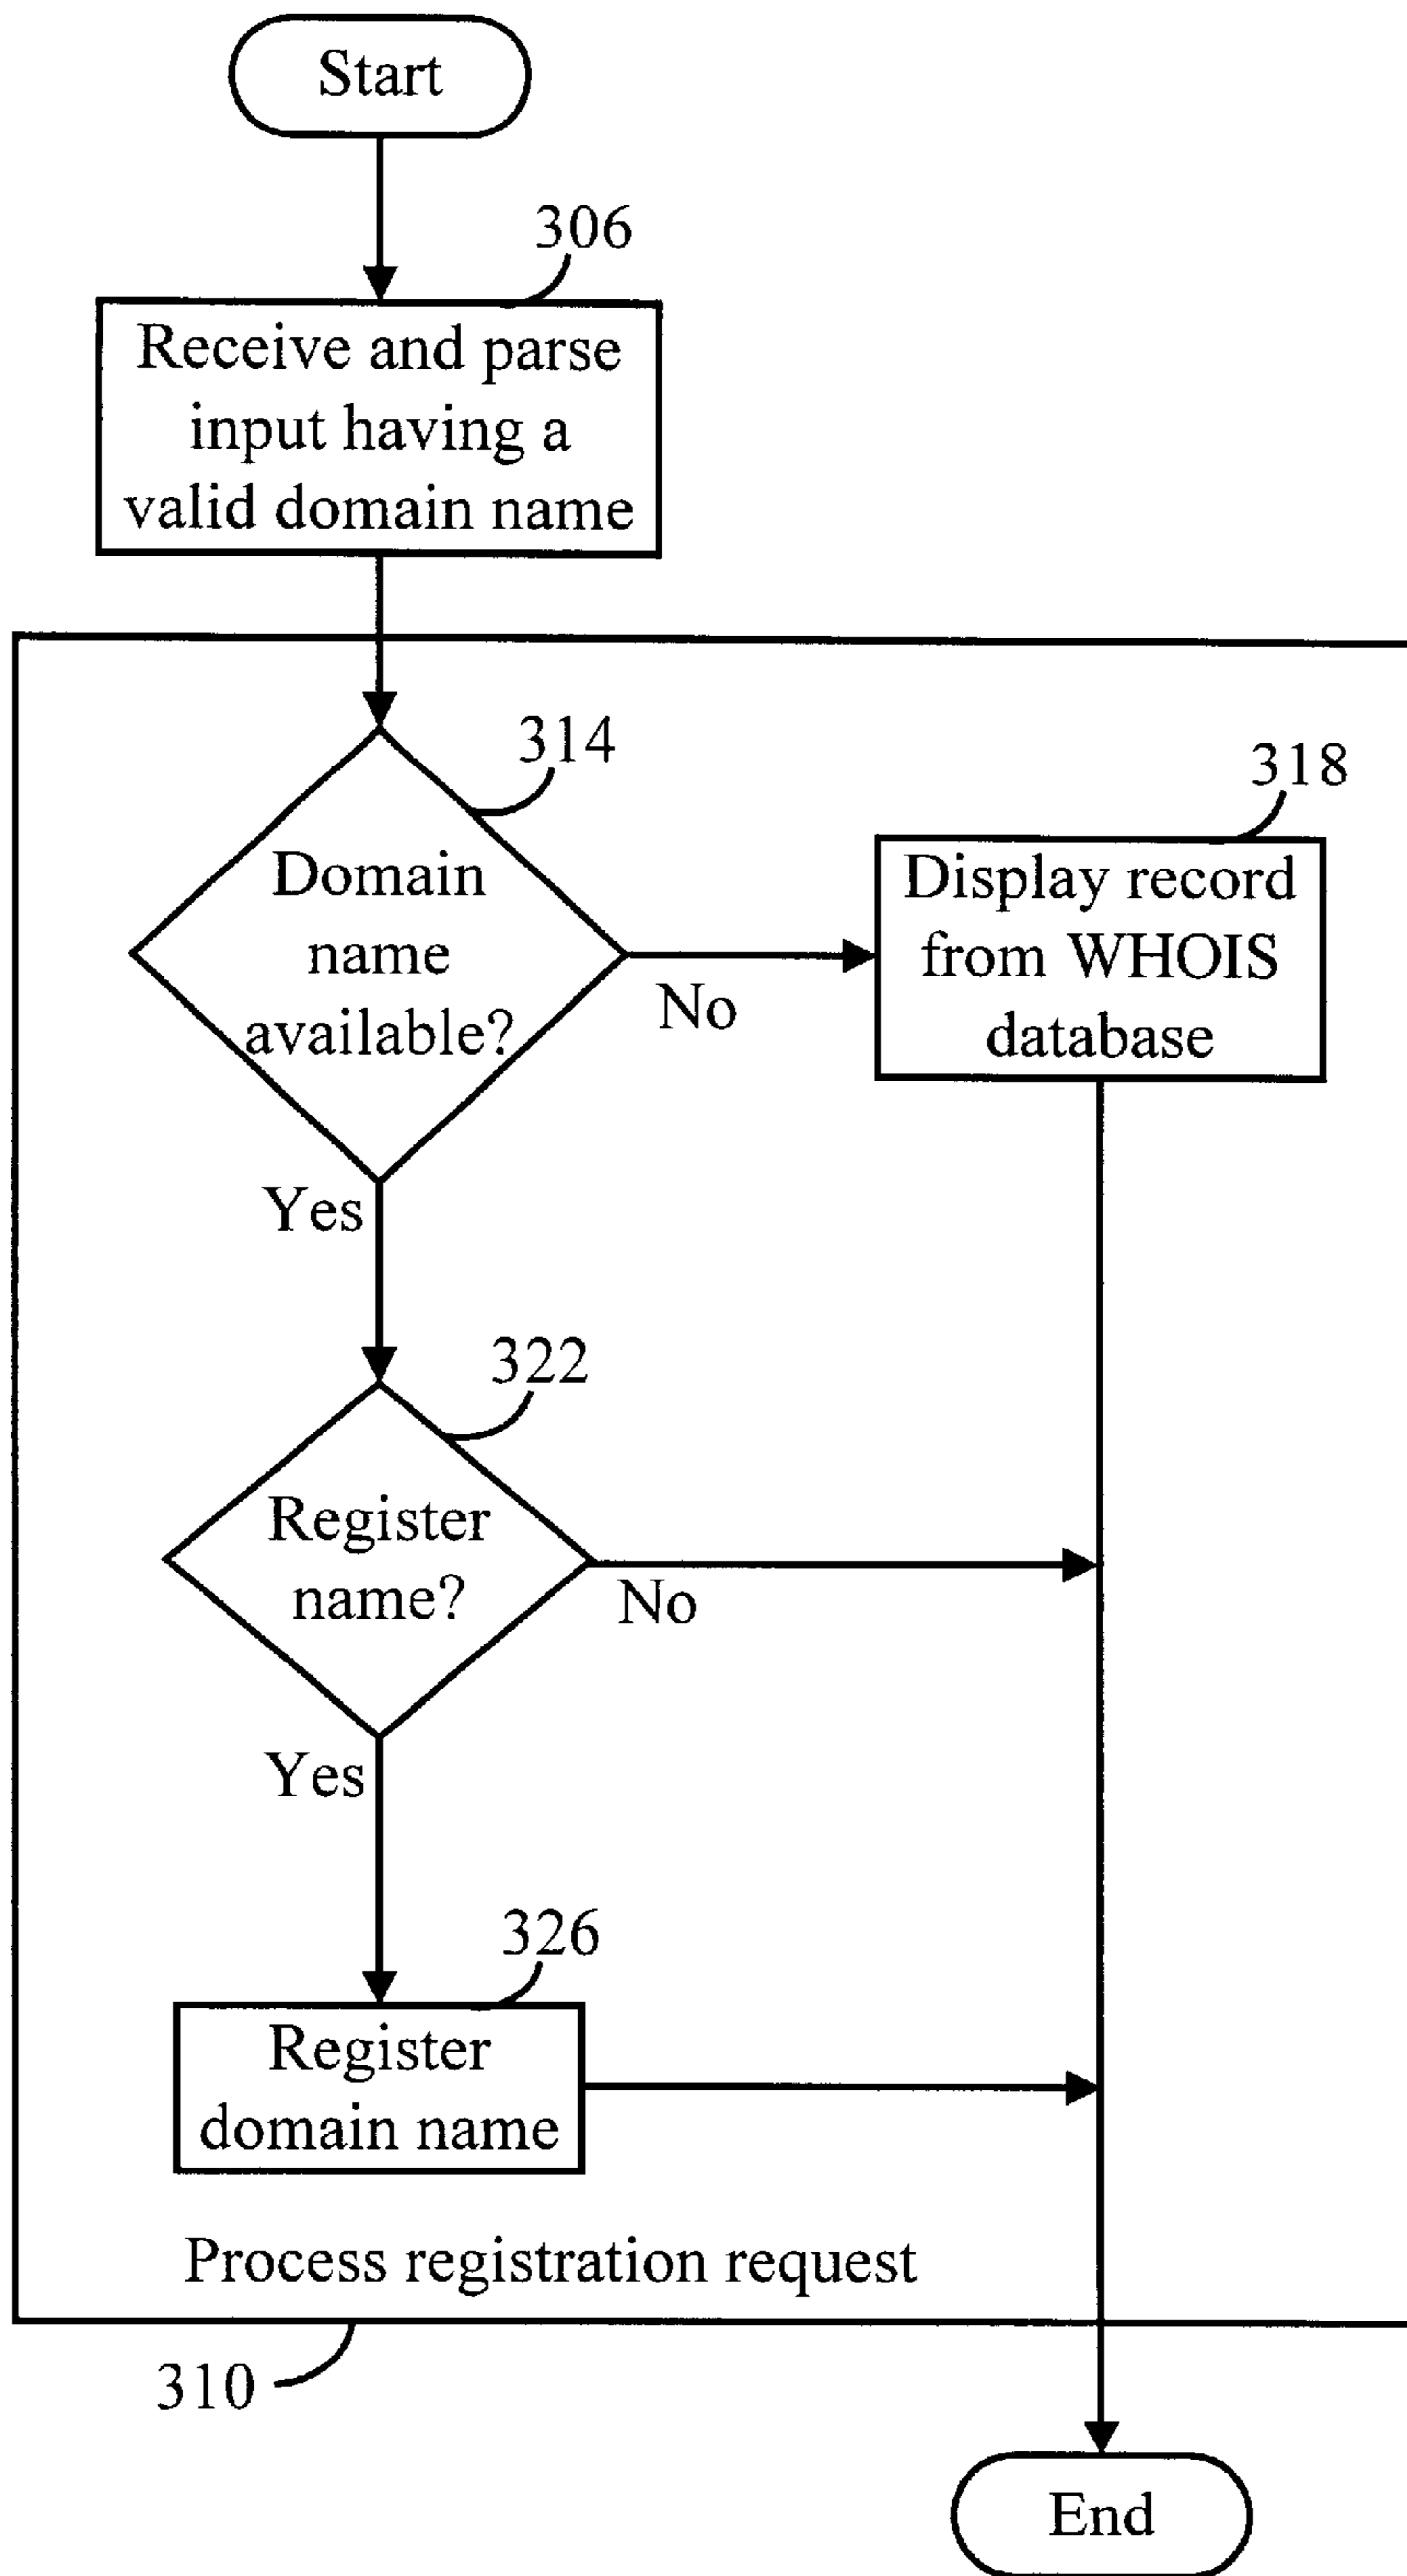 Start
306
Receive and parse
input having a
valid domain name
314
Domain
name
available?
No
318
Display record
from WHOIS
database
Yes
322
Register
name?
No
Yes
326
Register
domain name
Process registration request
310
End